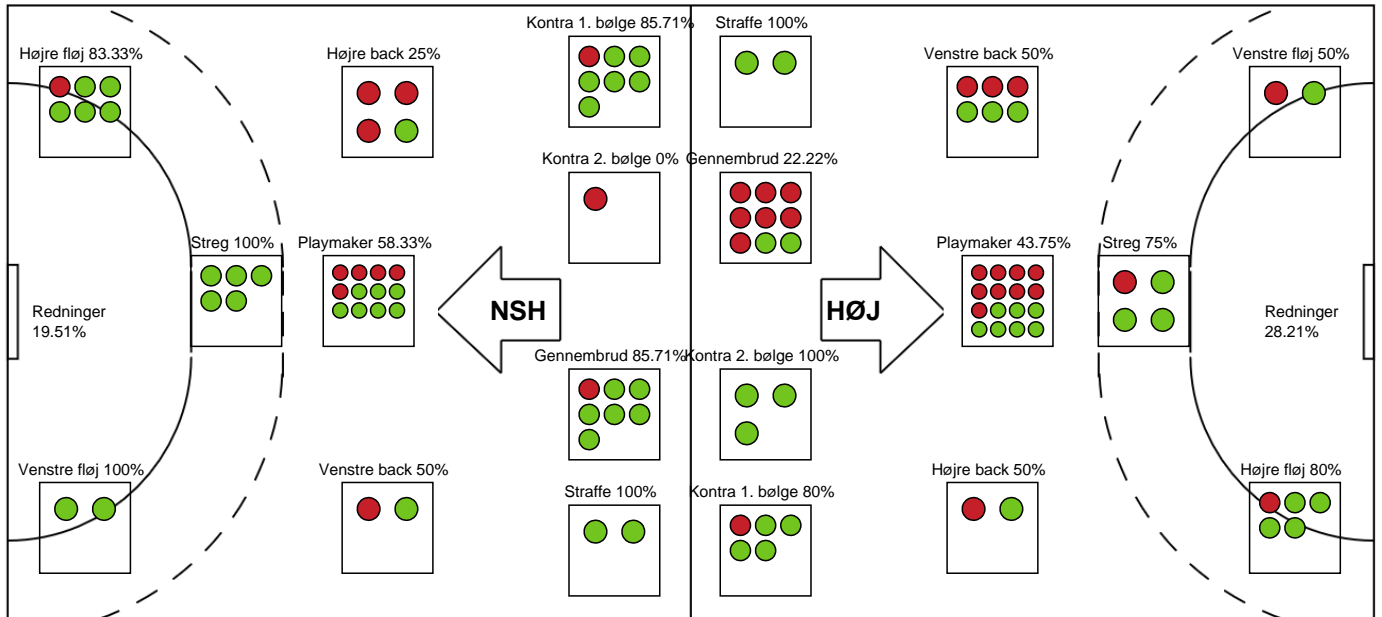 Kontra 1. bølge 85.71%
Straffe 100%
Højre fløj 83.33%
Højre back 25%
Venstre back 50%
Venstre fløj 50%
Kontra 2. bølge 0%
Gennembrud 22.22%
Streg 100%
Playmaker 58.33%
Playmaker 43.75%
Streg 75%
Redninger
19.51%
NSH
HØJ
Redninger
28.21%
Gennembrud 85.71%
Kontra 2. bølge 100%
Venstre fløj 100%
Venstre back 50%
Straffe 100%
Kontra 1. bølge 80%
Højre back 50%
Højre fløj 80%